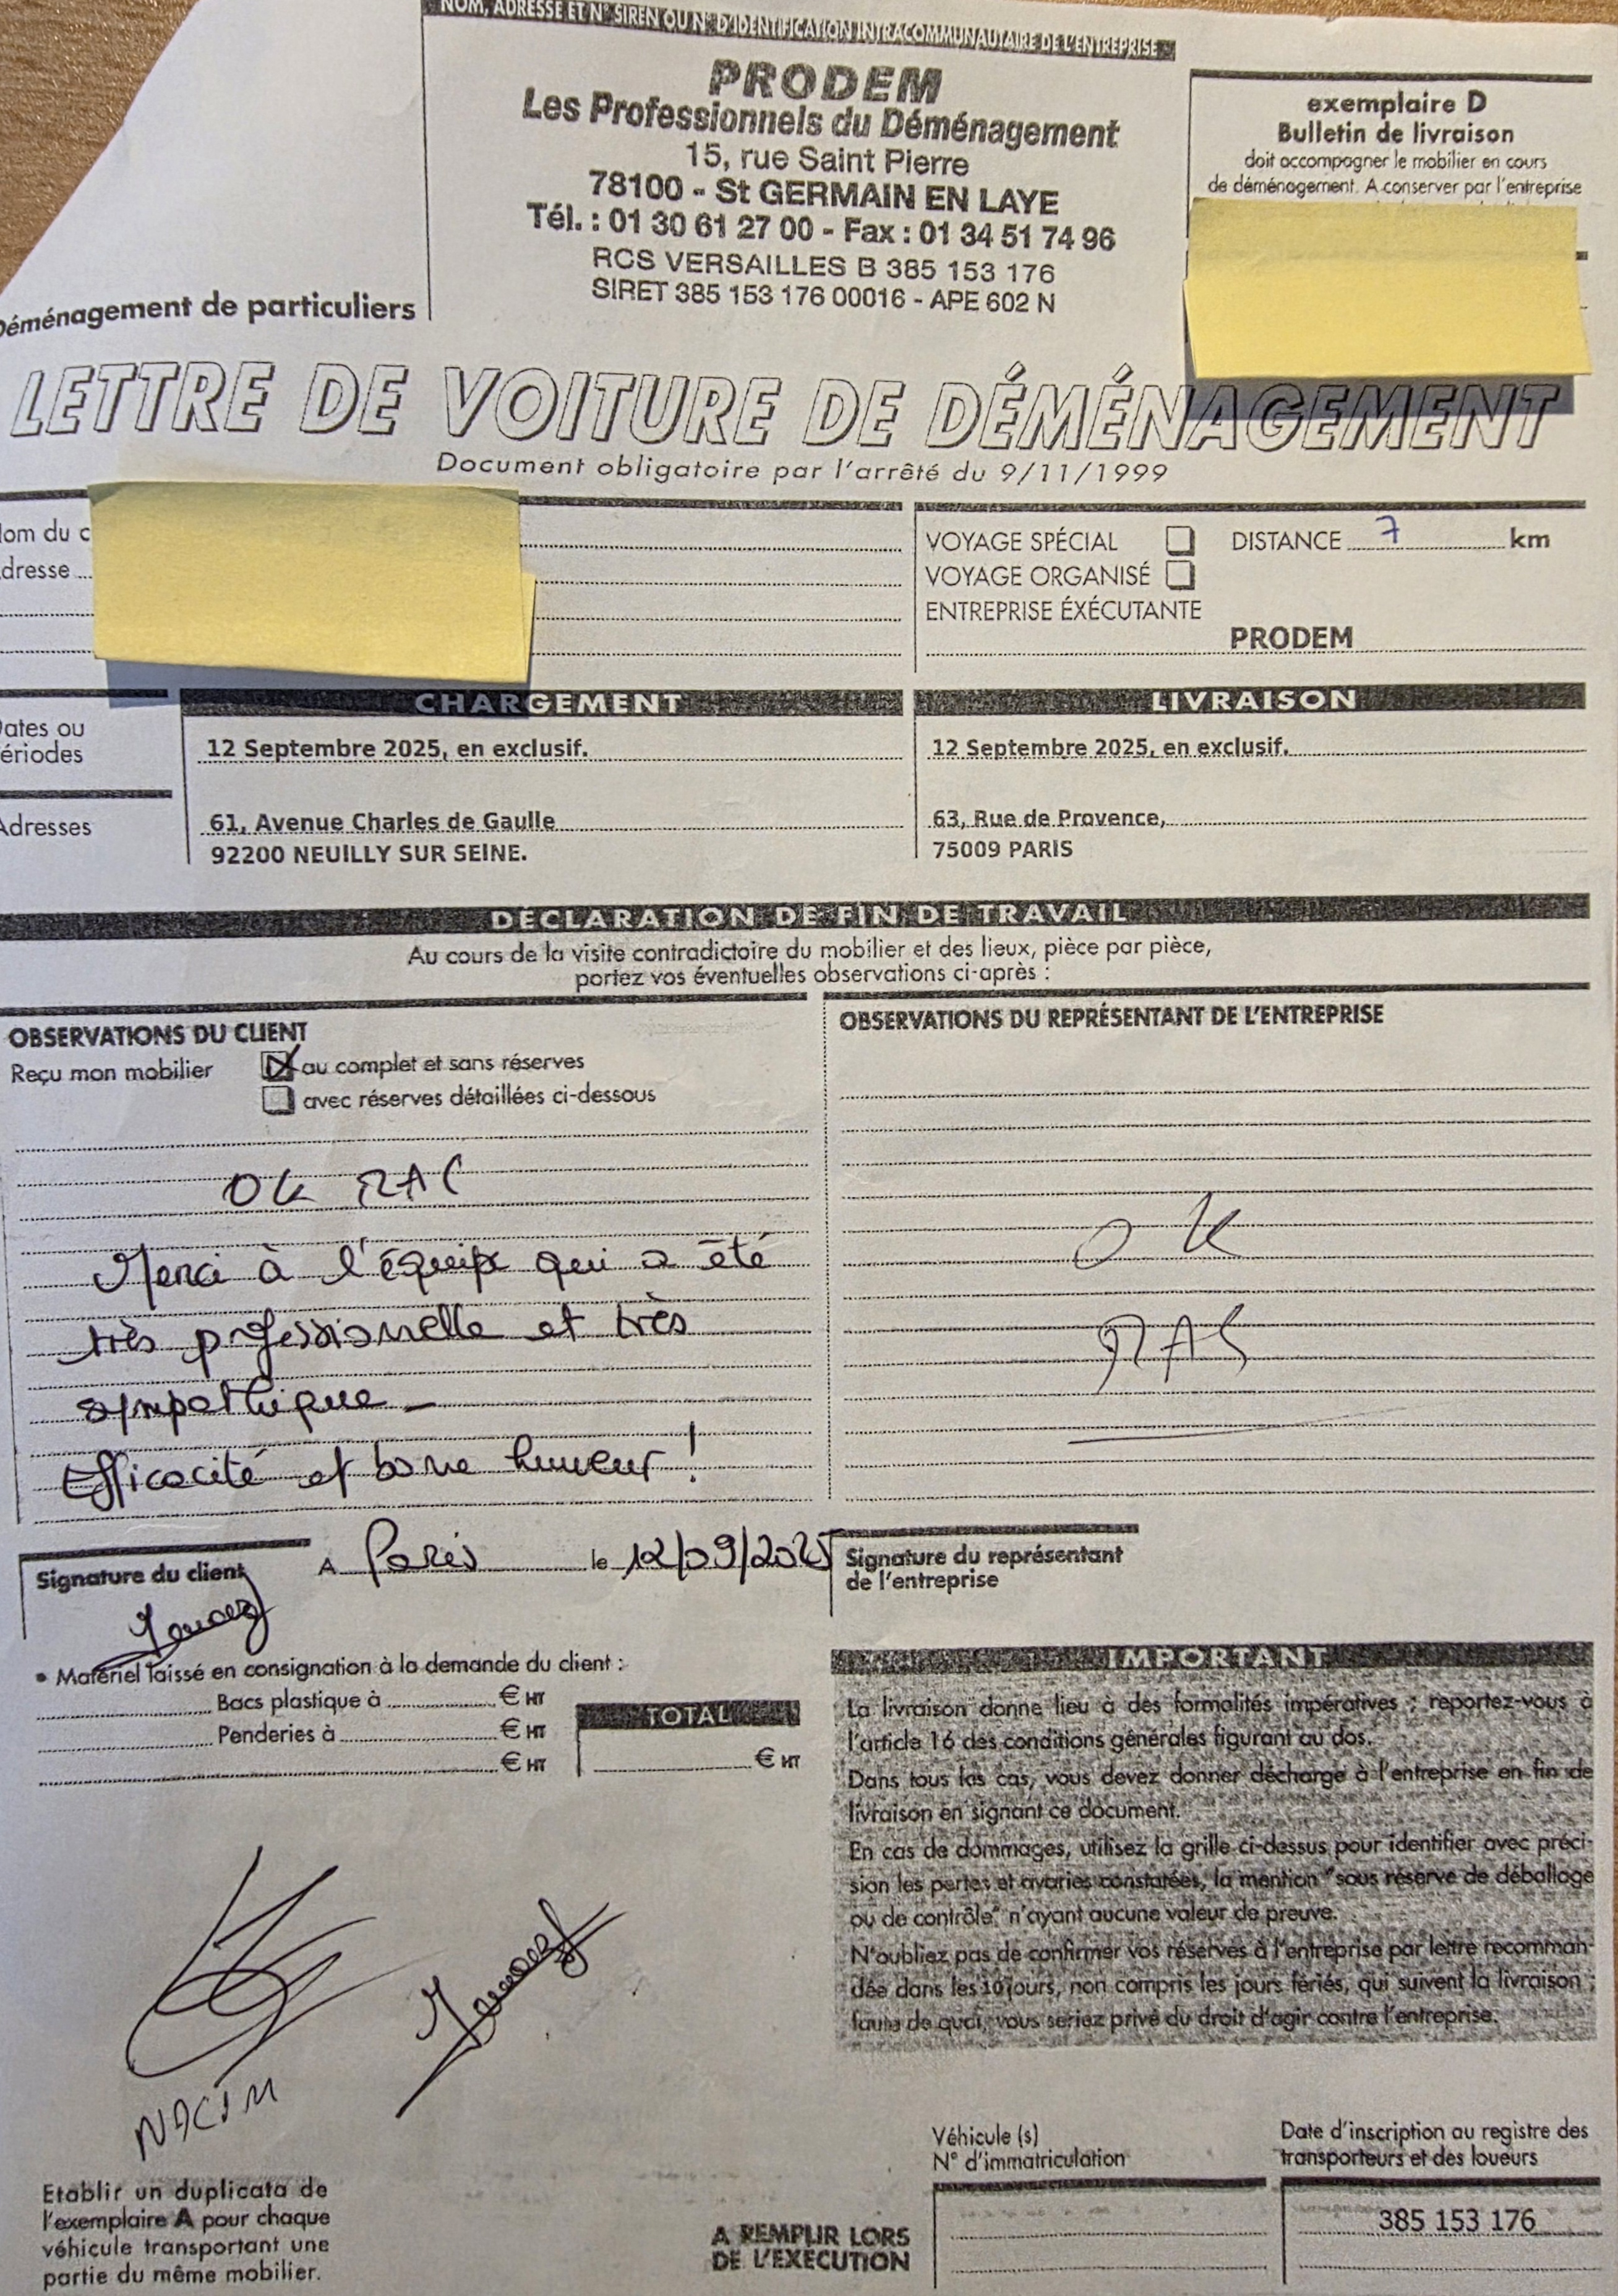 NOM, ADRESSE ET N° SIREN OU N° D'IDENTIFICATION INTRACOMMUNAUTAIRE DE L'ENTREPRISE
PRODEM
Les Professionnels du Déménagement
15, rue Saint Pierre
78100 - St GERMAIN EN LAYE
Tél. : 01 30 61 27 00 - Fax : 01 34 51 74 96
RCS VERSAILLES B 385 153 176
SIRET 385 153 176 00016 - APE 602 N
exemplaire D
Bulletin de livraison
doit accompagner le mobilier en cours
de déménagement. A conserver par l'entreprise
Déménagement de particuliers
LETTRE DE VOITURE DE DÉMÉNAGEMENT
Document obligatoire par l'arrêté du 9/11/1999
om du c
dresse
VOYAGE SPÉCIAL DISTANCE 7 km
VOYAGE ORGANISÉ
ENTREPRISE ÉXÉCUTANTE
PRODEM
CHARGEMENT
LIVRAISON
ates ou
ériodes
12 Septembre 2025, en exclusif.
12 Septembre 2025, en exclusif.
Adresses
61, Avenue Charles de Gaulle
92200 NEUILLY SUR SEINE.
63, Rue de Provence,
75009 PARIS
DÉCLARATION DE FIN DE TRAVAIL
Au cours de la visite contradictoire du mobilier et des lieux, pièce par pièce,
portez vos éventuelles observations ci-après :
OBSERVATIONS DU CLIENT
Reçu mon mobilier au complet et sans réserves
avec réserves détaillées ci-dessous
OK RAS
Merci à l'équipe qui a été
très professionnelle et très
sympathique
Efficacité et bonne humeur !
OBSERVATIONS DU REPRÉSENTANT DE L'ENTREPRISE
OK
RAS
Signature du client
A Paris le 12/09/2025
Signature du représentant
de l'entreprise
• Matériel laissé en consignation à la demande du client :
Bacs plastique à € HT
Penderies à € HT
€ HT
TOTAL
€ HT
IMPORTANT
La livraison donne lieu à des formalités impératives ; reportez-vous à
l'article 16 des conditions générales figurant au dos.
Dans tous les cas, vous devez donner décharge à l'entreprise en fin de
livraison en signant ce document.
En cas de dommages, utilisez la grille ci-dessus pour identifier avec préci-
sion les pertes et avaries constatées, la mention "sous réserve de déballage
ou de contrôle" n'ayant aucune valeur de preuve.
N'oubliez pas de confirmer vos réserves à l'entreprise par lettre recomman-
dée dans les 10 jours, non compris les jours fériés, qui suivent la livraison ;
faute de quoi, vous seriez privé du droit d'agir contre l'entreprise.
NACIM
Etablir un duplicata de
l'exemplaire A pour chaque
véhicule transportant une
partie du même mobilier.
A REMPLIR LORS
DE L'EXECUTION
Véhicule (s)
N° d'immatriculation
Date d'inscription au registre des
transporteurs et des loueurs
385 153 176